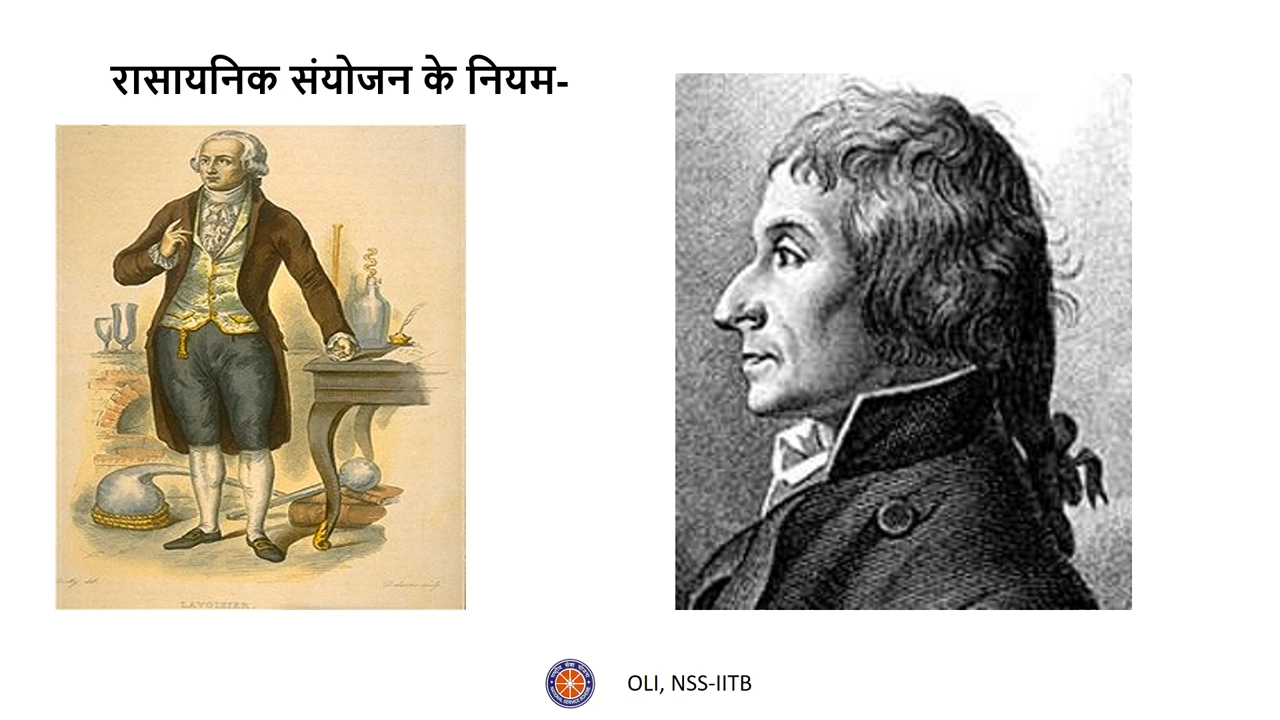 रासायनिक संयोजन के नियम-
LAVOISIER.
OLI, NSS-IITB